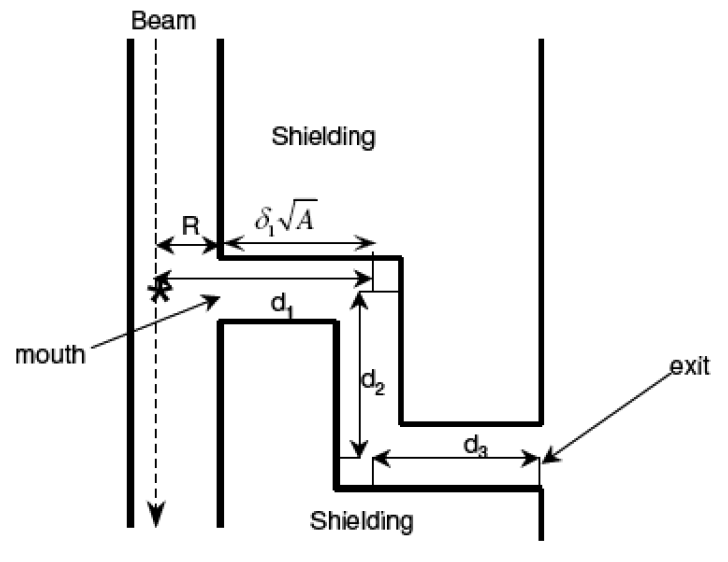 Beam
Shielding
R
δ₁√A
d₁
mouth
d₂
exit
d₃
Shielding